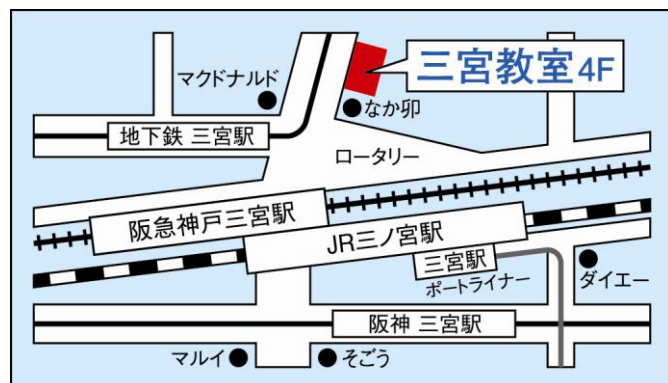 三宮教室4F
マクドナルド
なか卯
地下鉄 三宮駅
ロータリー
阪急神戸三宮駅
JR三ノ宮駅
三宮駅
ポートライナー
ダイエー
阪神 三宮駅
マルイ
そごう